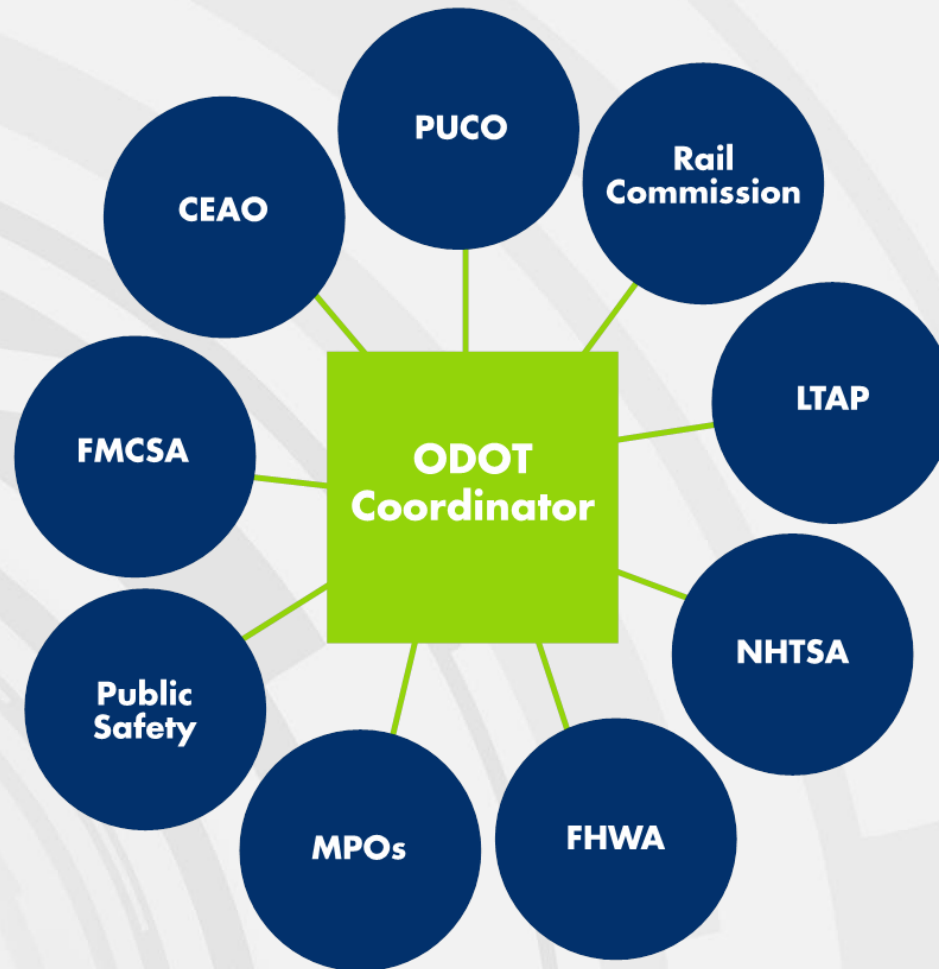 PUCO
Rail
Commission
CEAO
LTAP
FMCSA
ODOT
Coordinator
NHTSA
Public
Safety
MPOs
FHWA